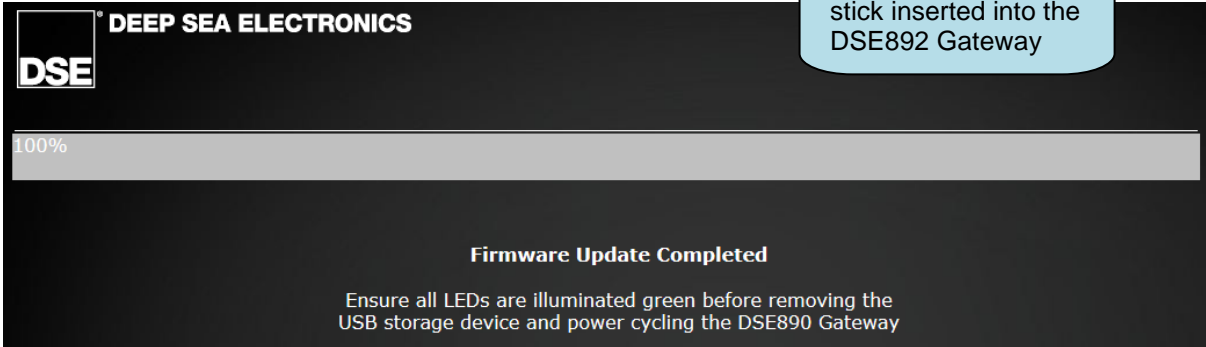 DEEP SEA ELECTRONICS
DSE
stick inserted into the
DSE892 Gateway
100%
Firmware Update Completed
Ensure all LEDs are illuminated green before removing the
USB storage device and power cycling the DSE890 Gateway